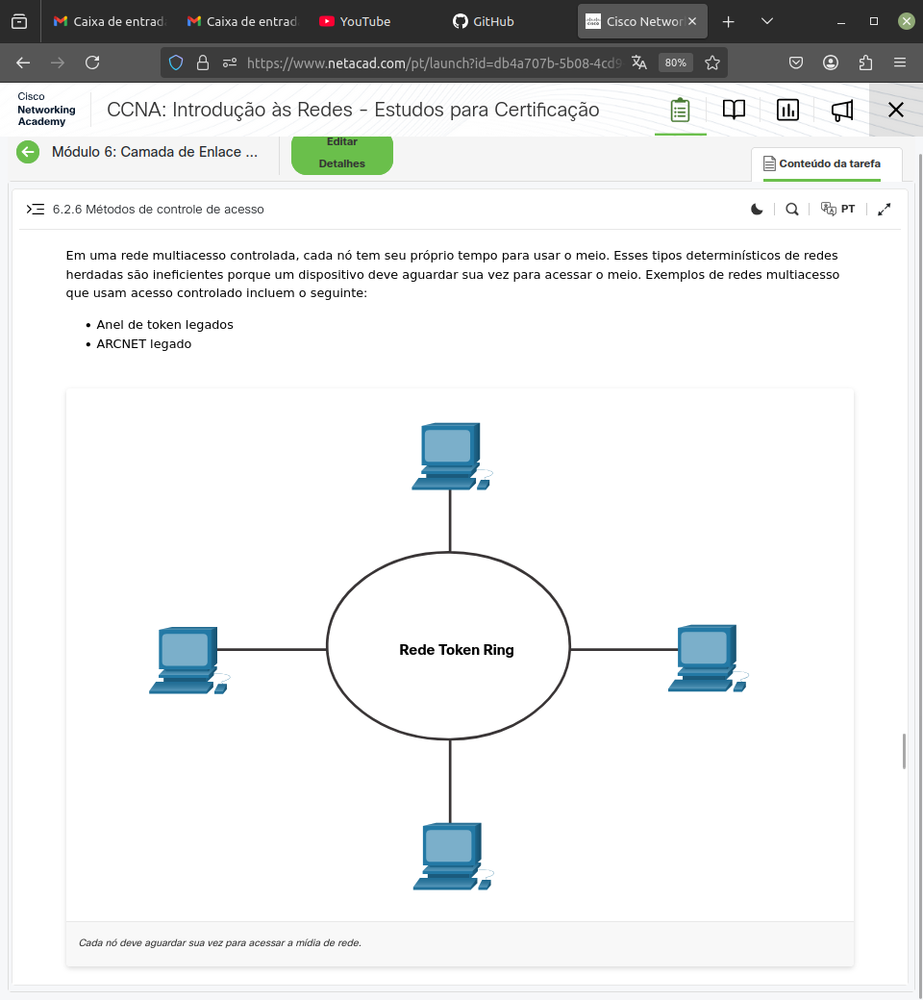 Caixa de entrad
Caixa de entrad
YouTube
GitHub
cisco
Cisco Networ
https://www.netacad.com/pt/launch?id=db4a707b-5b08-4cd9
80%
Cisco
Networking
Academy
CCNA: Introdução às Redes - Estudos para Certificação
Módulo 6: Camada de Enlace ...
Editar
Detalhes
Conteúdo da tarefa
6.2.6 Métodos de controle de acesso
PT
Em uma rede multiacesso controlada, cada nó tem seu próprio tempo para usar o meio. Esses tipos determinísticos de redes
herdadas são ineficientes porque um dispositivo deve aguardar sua vez para acessar o meio. Exemplos de redes multiacesso
que usam acesso controlado incluem o seguinte:
• Anel de token legados
• ARCNET legado
Rede Token Ring
Cada nó deve aguardar sua vez para acessar a mídia de rede.